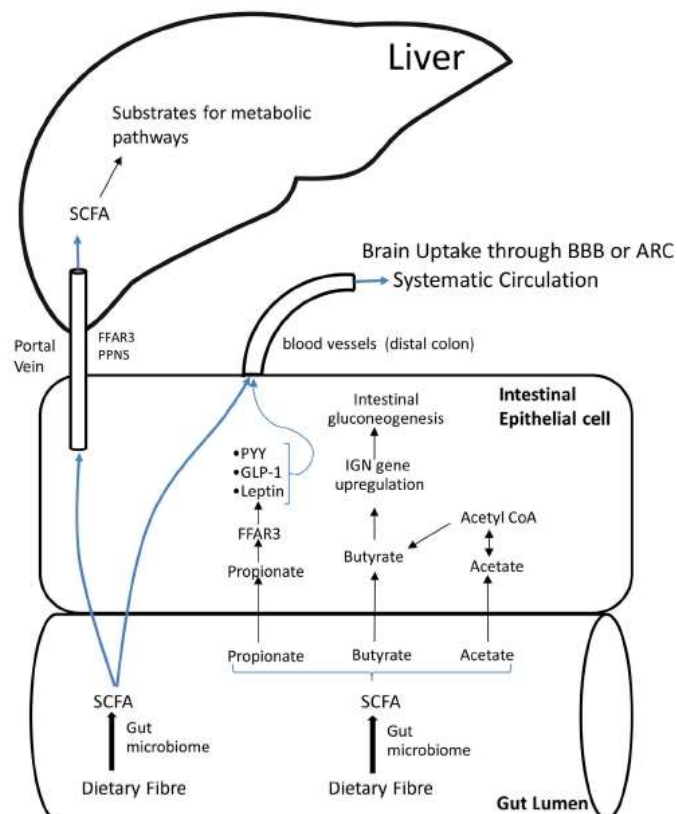 Liver
Substrates for metabolic
pathways
SCFA
Brain Uptake through BBB or ARC
Systematic Circulation
Portal
Vein
FFAR3
PPNS
blood vessels (distal colon)
Intestinal
Epithelial cell
Intestinal
gluconeogenesis
•PYY
•GLP-1
•Leptin
IGN gene
upregulation
FFAR3
Acetyl CoA
Butyrate
Propionate
Acetate
Propionate
Butyrate
Acetate
SCFA
Gut
microbiome
Dietary Fibre
SCFA
Gut
microbiome
Dietary Fibre
Gut Lumen